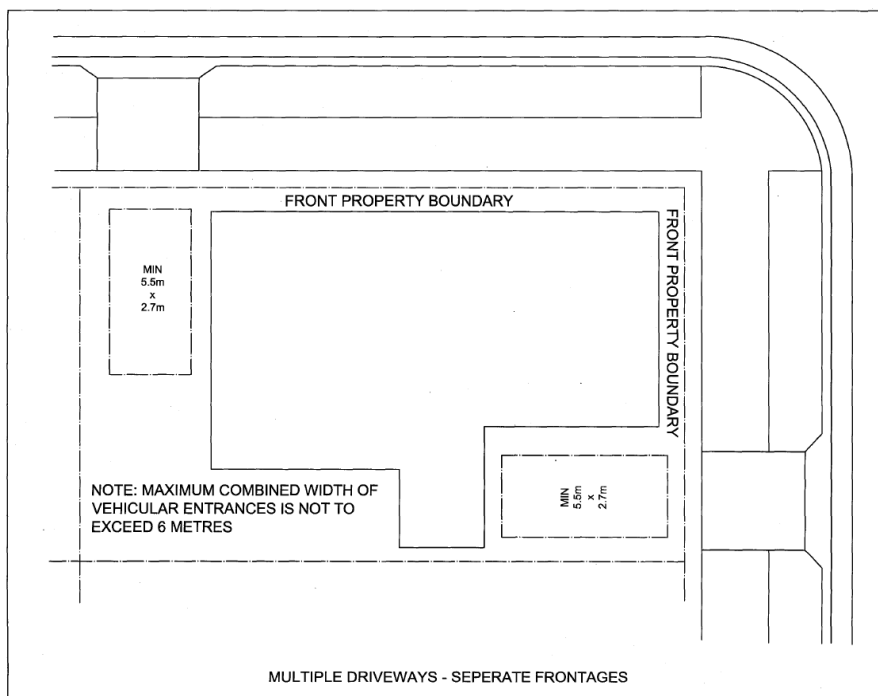 FRONT PROPERTY BOUNDARY
FRONT PROPERTY BOUNDARY
MIN
5.5m
x
2.7m
MIN
5.5m
x
2.7m
NOTE: MAXIMUM COMBINED WIDTH OF
VEHICULAR ENTRANCES IS NOT TO
EXCEED 6 METRES
MULTIPLE DRIVEWAYS - SEPERATE FRONTAGES